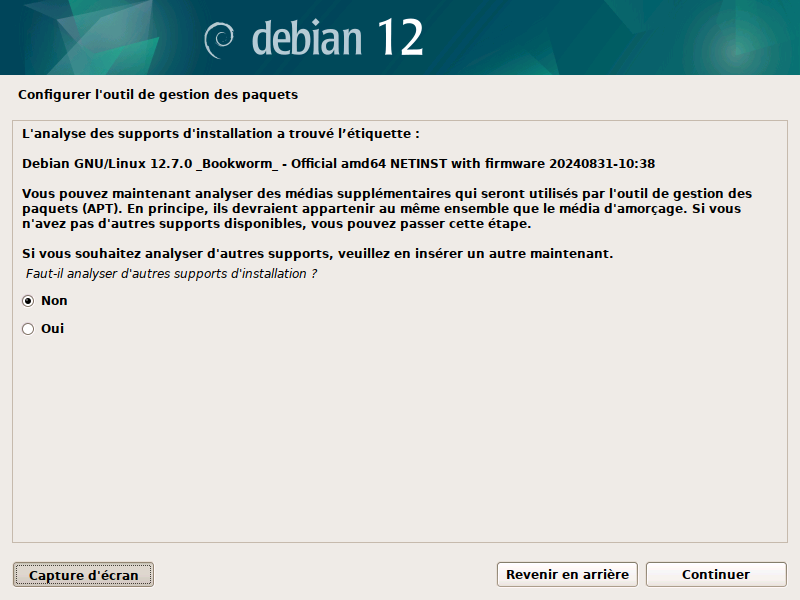 debian 12
Configurer l'outil de gestion des paquets
L'analyse des supports d'installation a trouvé l’étiquette :
Debian GNU/Linux 12.7.0 _Bookworm_ - Official amd64 NETINST with firmware 20240831-10:38
Vous pouvez maintenant analyser des médias supplémentaires qui seront utilisés par l'outil de gestion des
paquets (APT). En principe, ils devraient appartenir au même ensemble que le média d'amorçage. Si vous
n'avez pas d'autres supports disponibles, vous pouvez passer cette étape.
Si vous souhaitez analyser d'autres supports, veuillez en insérer un autre maintenant.
Faut-il analyser d'autres supports d'installation ?
Non
Oui
Capture d'écran
Revenir en arrière
Continuer